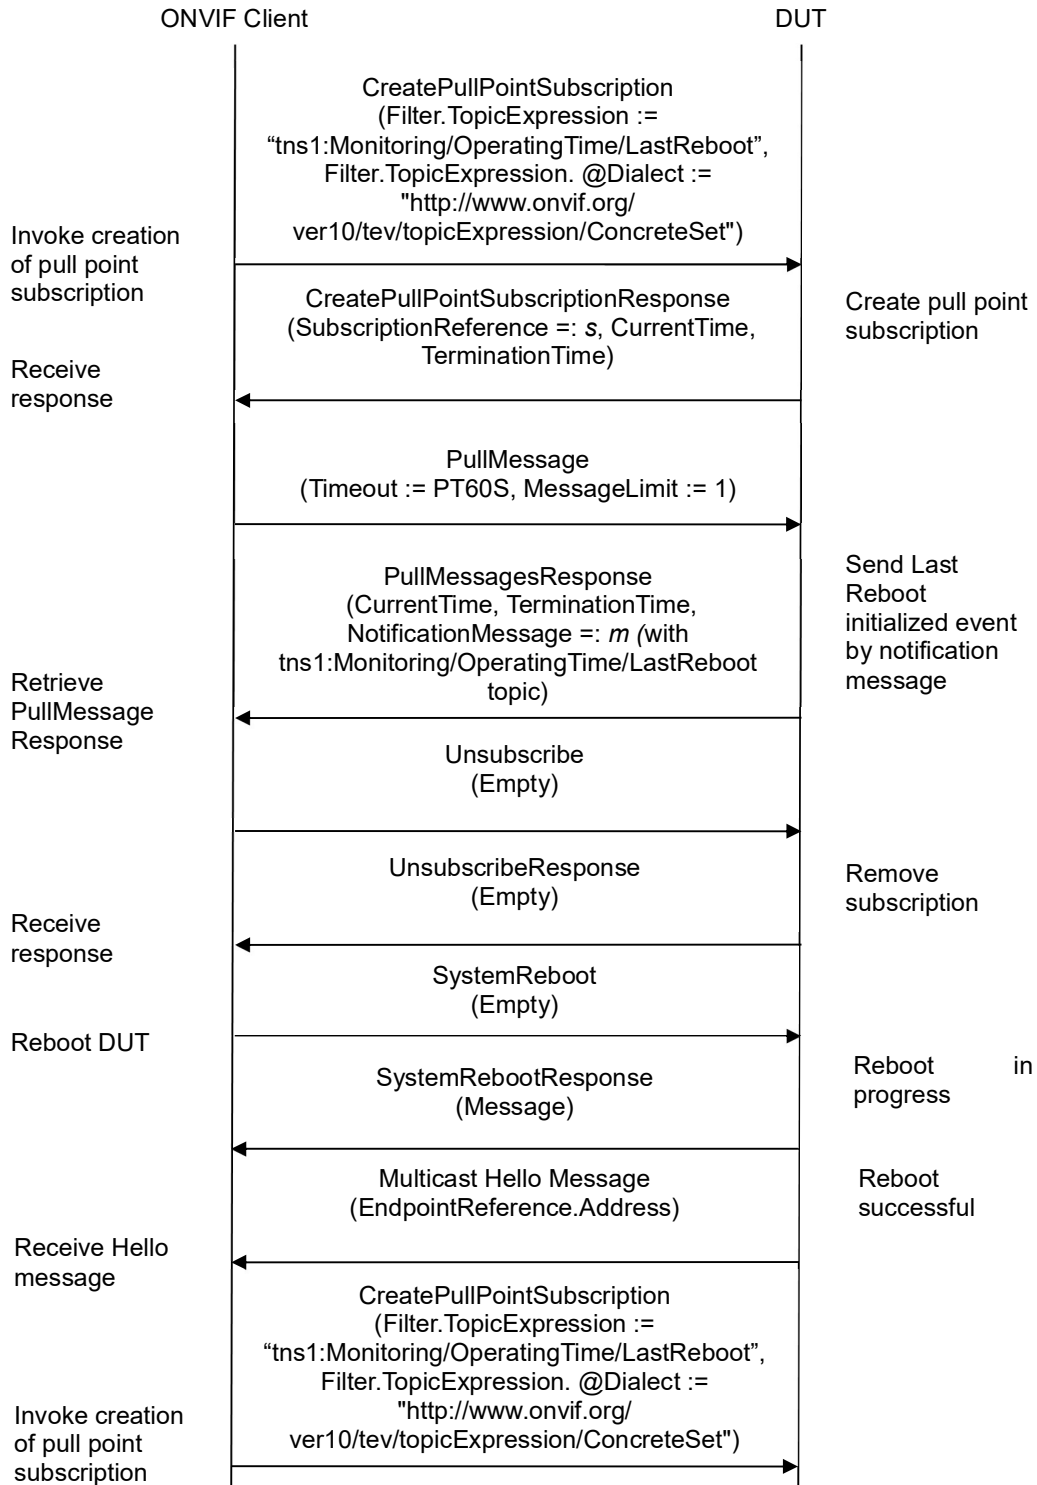 ONVIF Client
DUT
CreatePullPointSubscription
(Filter.TopicExpression :=
“tns1:Monitoring/OperatingTime/LastReboot”,
Filter.TopicExpression. @Dialect :=
"http://www.onvif.org/
ver10/tev/topicExpression/ConcreteSet")
Invoke creation
of pull point
subscription
CreatePullPointSubscriptionResponse
(SubscriptionReference =: s, CurrentTime,
TerminationTime)
Create pull point
subscription
Receive
response
PullMessage
(Timeout := PT60S, MessageLimit := 1)
PullMessagesResponse
(CurrentTime, TerminationTime,
NotificationMessage =: m (with
tns1:Monitoring/OperatingTime/LastReboot
topic)
Send Last
Reboot
initialized event
by notification
message
Retrieve
PullMessage
Response
Unsubscribe
(Empty)
UnsubscribeResponse
(Empty)
Remove
subscription
Receive
response
SystemReboot
(Empty)
Reboot DUT
SystemRebootResponse
(Message)
Reboot in
progress
Multicast Hello Message
(EndpointReference.Address)
Reboot
successful
Receive Hello
message
CreatePullPointSubscription
(Filter.TopicExpression :=
“tns1:Monitoring/OperatingTime/LastReboot”,
Filter.TopicExpression. @Dialect :=
"http://www.onvif.org/
ver10/tev/topicExpression/ConcreteSet")
Invoke creation
of pull point
subscription